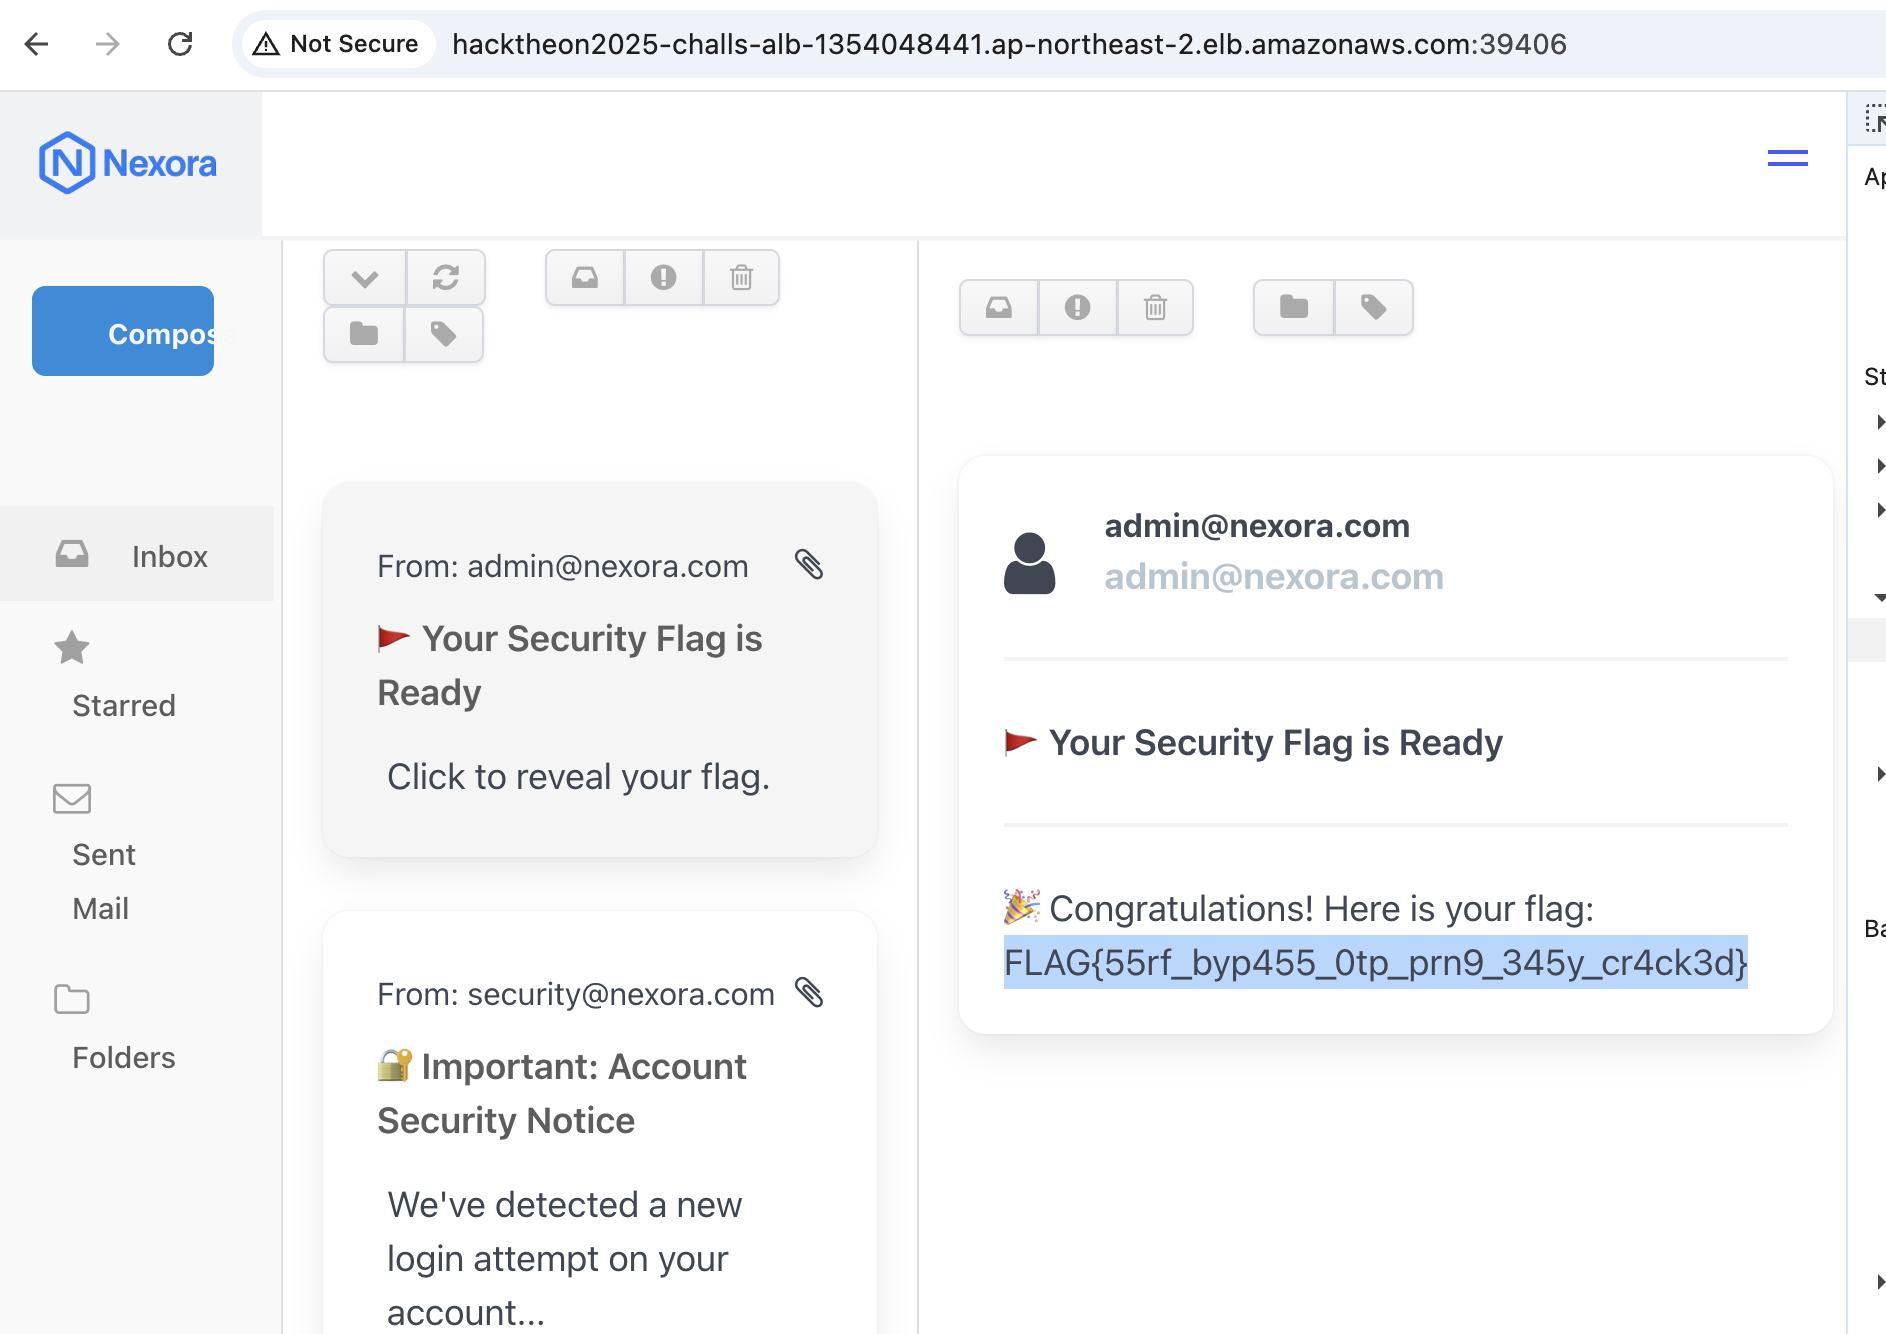 Not Secure hacktheon2025-challs-alb-1354048441.ap-northeast-2.elb.amazonaws.com:39406
Nexora
Compos
Inbox
Starred
Sent
Mail
Folders
From: admin@nexora.com
🚩 Your Security Flag is
Ready
Click to reveal your flag.
From: security@nexora.com
🔐 Important: Account
Security Notice
We've detected a new
login attempt on your
account...
admin@nexora.com
admin@nexora.com
🚩 Your Security Flag is Ready
🎉 Congratulations! Here is your flag:
FLAG{55rf_byp455_0tp_prn9_345y_cr4ck3d}
Ap
St
Ba